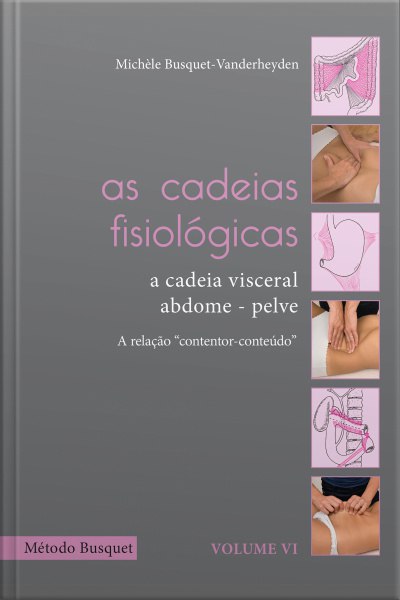 Michèle Busquet-Vanderheyden
as cadeias
fisiológicas
a cadeia visceral
abdome - pelve
A relação “contentor-conteúdo”
Método Busquet
VOLUME VI